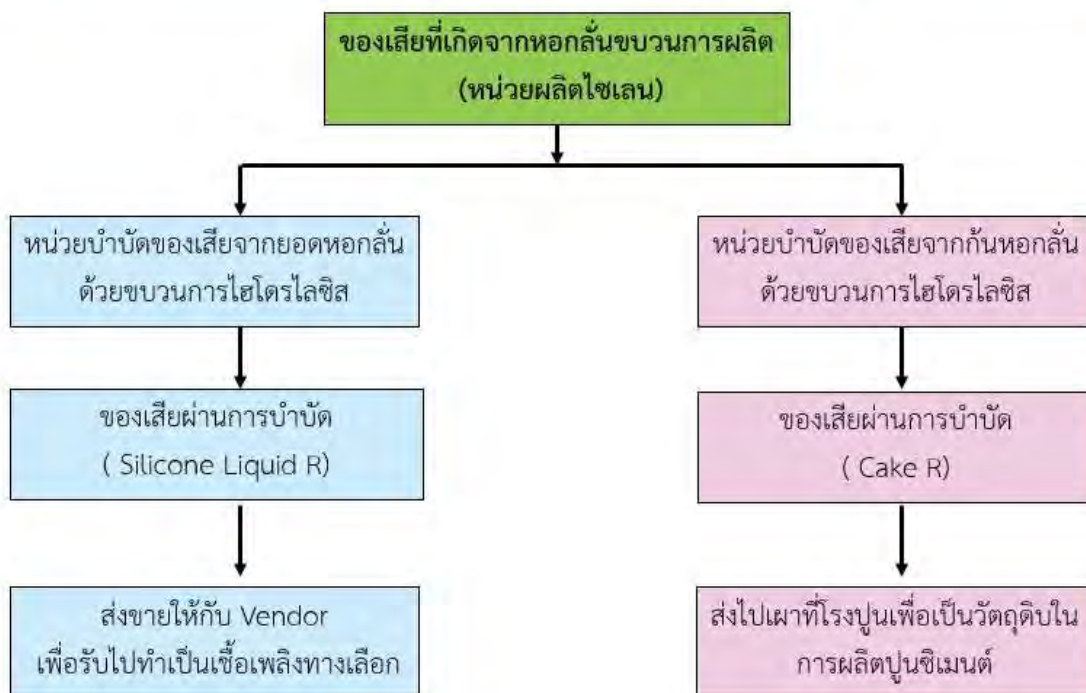 ของเสียที่เกิดจากหอกลั่นขบวนการผลิต
(หน่วยผลิตไซเลน)
หน่วยบำบัดของเสียจากยอดหอกลั่น
ด้วยขบวนการไฮโดรไลซิส
หน่วยบำบัดของเสียจากก้นหอกลั่น
ด้วยขบวนการไฮโดรไลซิส
ของเสียผ่านการบำบัด
( Silicone Liquid R)
ของเสียผ่านการบำบัด
( Cake R)
ส่งขายให้กับ Vendor
เพื่อรับไปทำเป็นเชื้อเพลิงทางเลือก
ส่งไปเผาที่โรงปูนเพื่อเป็นวัตถุดิบใน
การผลิตปูนซิเมนต์